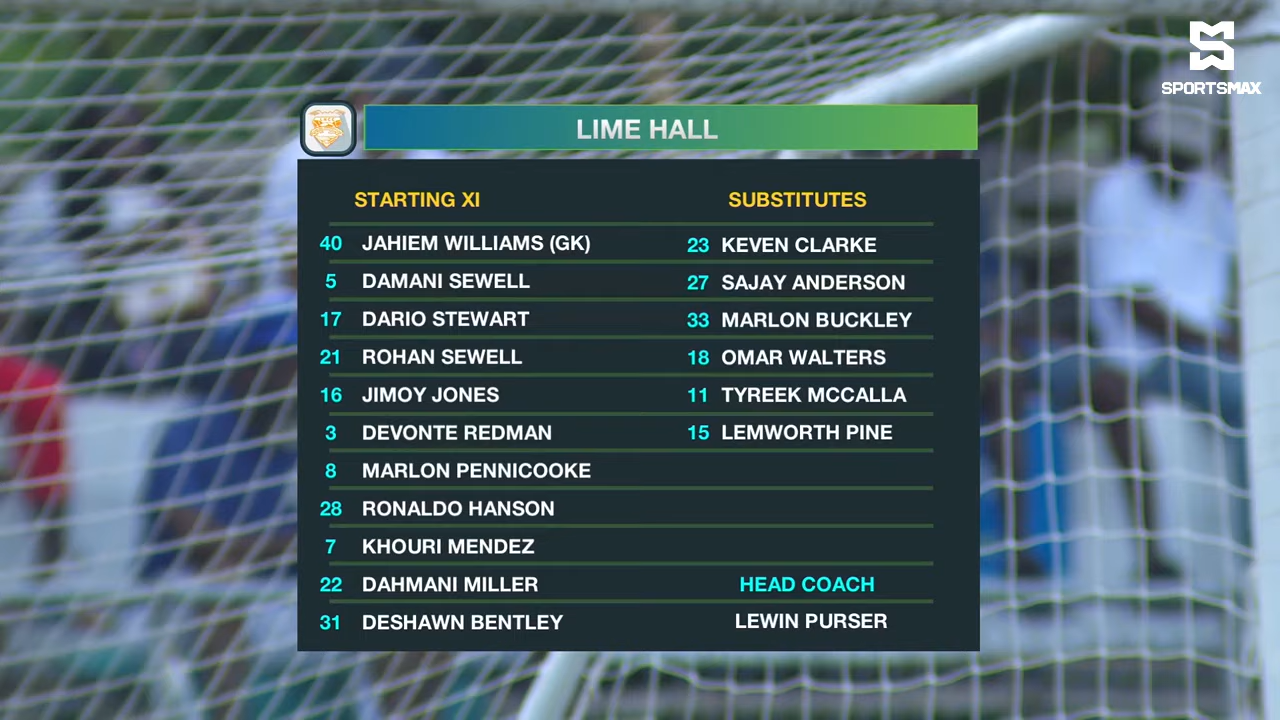 SPORTSMAX
LIME HALL
STARTING XI
40 JAHIEM WILLIAMS (GK)
5 DAMANI SEWELL
17 DARIO STEWART
21 ROHAN SEWELL
16 JIMOY JONES
3 DEVONTE REDMAN
8 MARLON PENNICOOKE
28 RONALDO HANSON
7 KHOURI MENDEZ
22 DAHMANI MILLER
31 DESHAWN BENTLEY
SUBSTITUTES
23 KEVEN CLARKE
27 SAJAY ANDERSON
33 MARLON BUCKLEY
18 OMAR WALTERS
11 TYREEK MCCALLA
15 LEMWORTH PINE
HEAD COACH
LEWIN PURSER